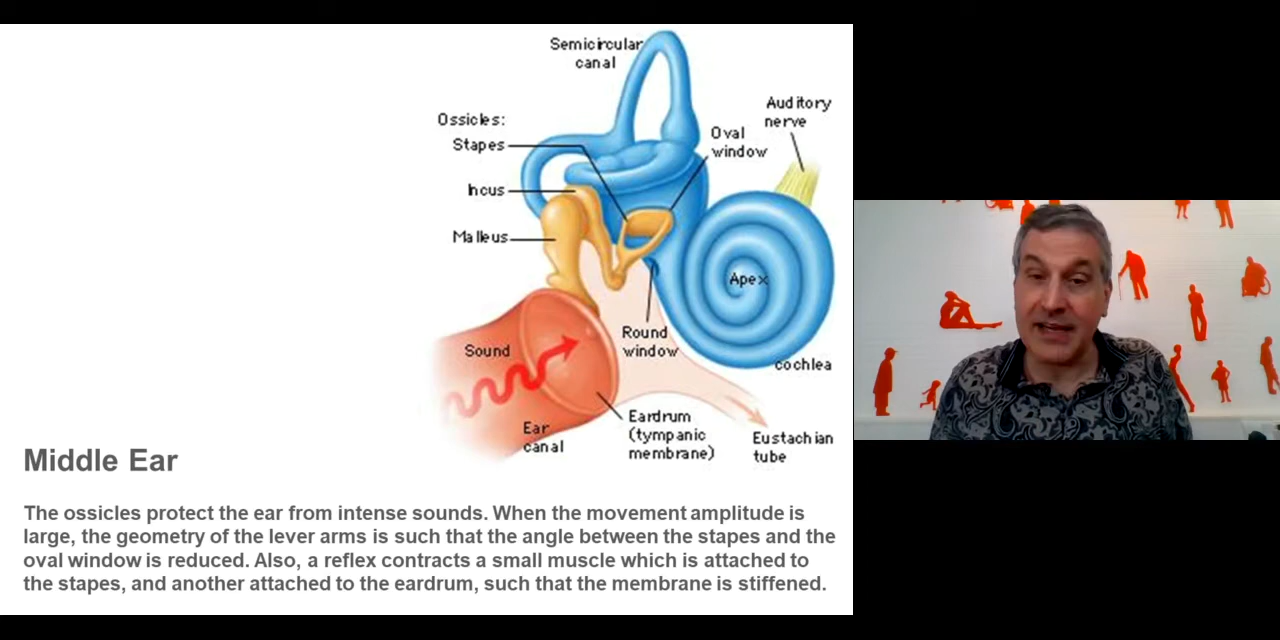 Semicircular
canal
Auditory
nerve
Ossicles:
Stapes
Oval
window
Incus
Malleus
Apex
Round
window
Sound
cochlea
Eardrum
(tympanic
membrane)
Ear
canal
Eustachian
tube
Middle Ear
The ossicles protect the ear from intense sounds. When the movement amplitude is
large, the geometry of the lever arms is such that the angle between the stapes and the
oval window is reduced. Also, a reflex contracts a small muscle which is attached to
the stapes, and another attached to the eardrum, such that the membrane is stiffened.